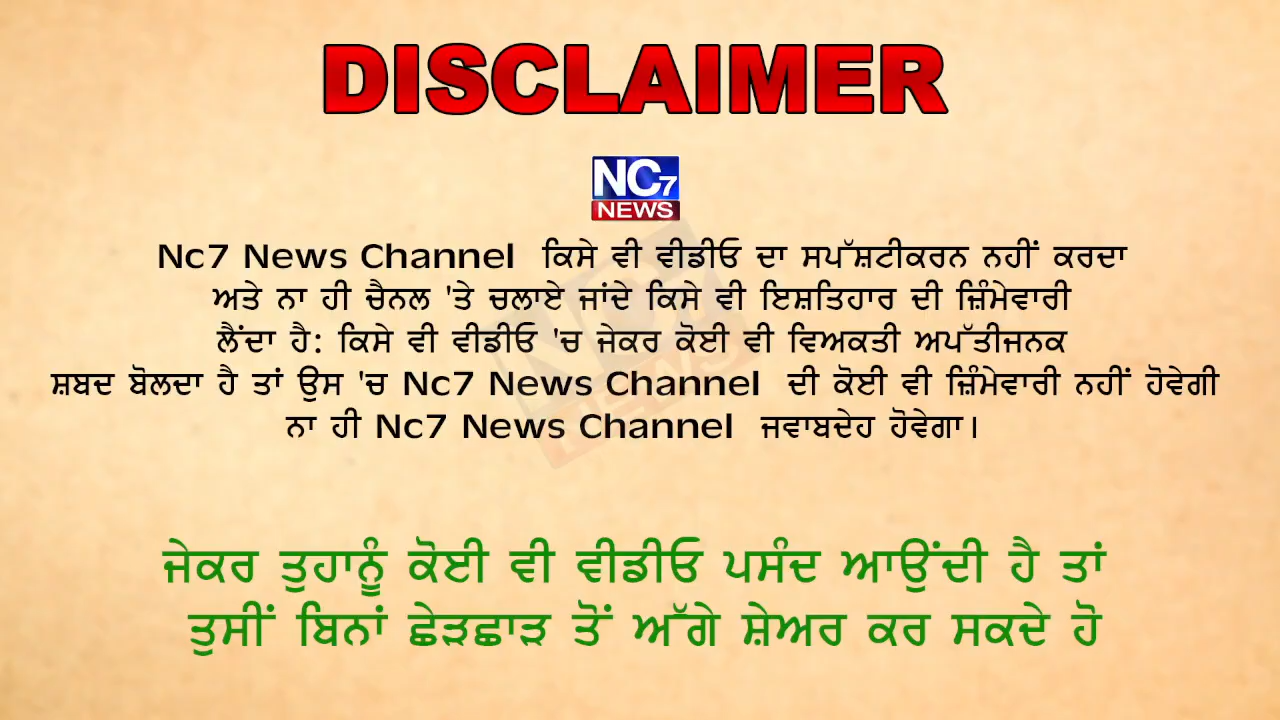 DISCLAIMER
NC7
NEWS
Nc7 News Channel ਕਿਸੇ ਵੀ ਵੀਡੀਓ ਦਾ ਸਪੱਸ਼ਟੀਕਰਨ ਨਹੀਂ ਕਰਦਾ
ਅਤੇ ਨਾ ਹੀ ਚੈਨਲ 'ਤੇ ਚਲਾਏ ਜਾਂਦੇ ਕਿਸੇ ਵੀ ਇਸ਼ਤਿਹਾਰ ਦੀ ਜ਼ਿੰਮੇਵਾਰੀ
ਲੈਂਦਾ ਹੈ: ਕਿਸੇ ਵੀ ਵੀਡੀਓ 'ਚ ਜੇਕਰ ਕੋਈ ਵੀ ਵਿਅਕਤੀ ਅਪੱਤੀਜਨਕ
ਸ਼ਬਦ ਬੋਲਦਾ ਹੈ ਤਾਂ ਉਸ 'ਚ Nc7 News Channel ਦੀ ਕੋਈ ਵੀ ਜ਼ਿੰਮੇਵਾਰੀ ਨਹੀਂ ਹੋਵੇਗੀ
ਨਾ ਹੀ Nc7 News Channel ਜਵਾਬਦੇਹ ਹੋਵੇਗਾ।
ਜੇਕਰ ਤੁਹਾਨੂੰ ਕੋਈ ਵੀ ਵੀਡੀਓ ਪਸੰਦ ਆਉਂਦੀ ਹੈ ਤਾਂ
ਤੁਸੀਂ ਬਿਨਾਂ ਛੇੜਛਾੜ ਤੋਂ ਅੱਗੇ ਸ਼ੇਅਰ ਕਰ ਸਕਦੇ ਹੋ